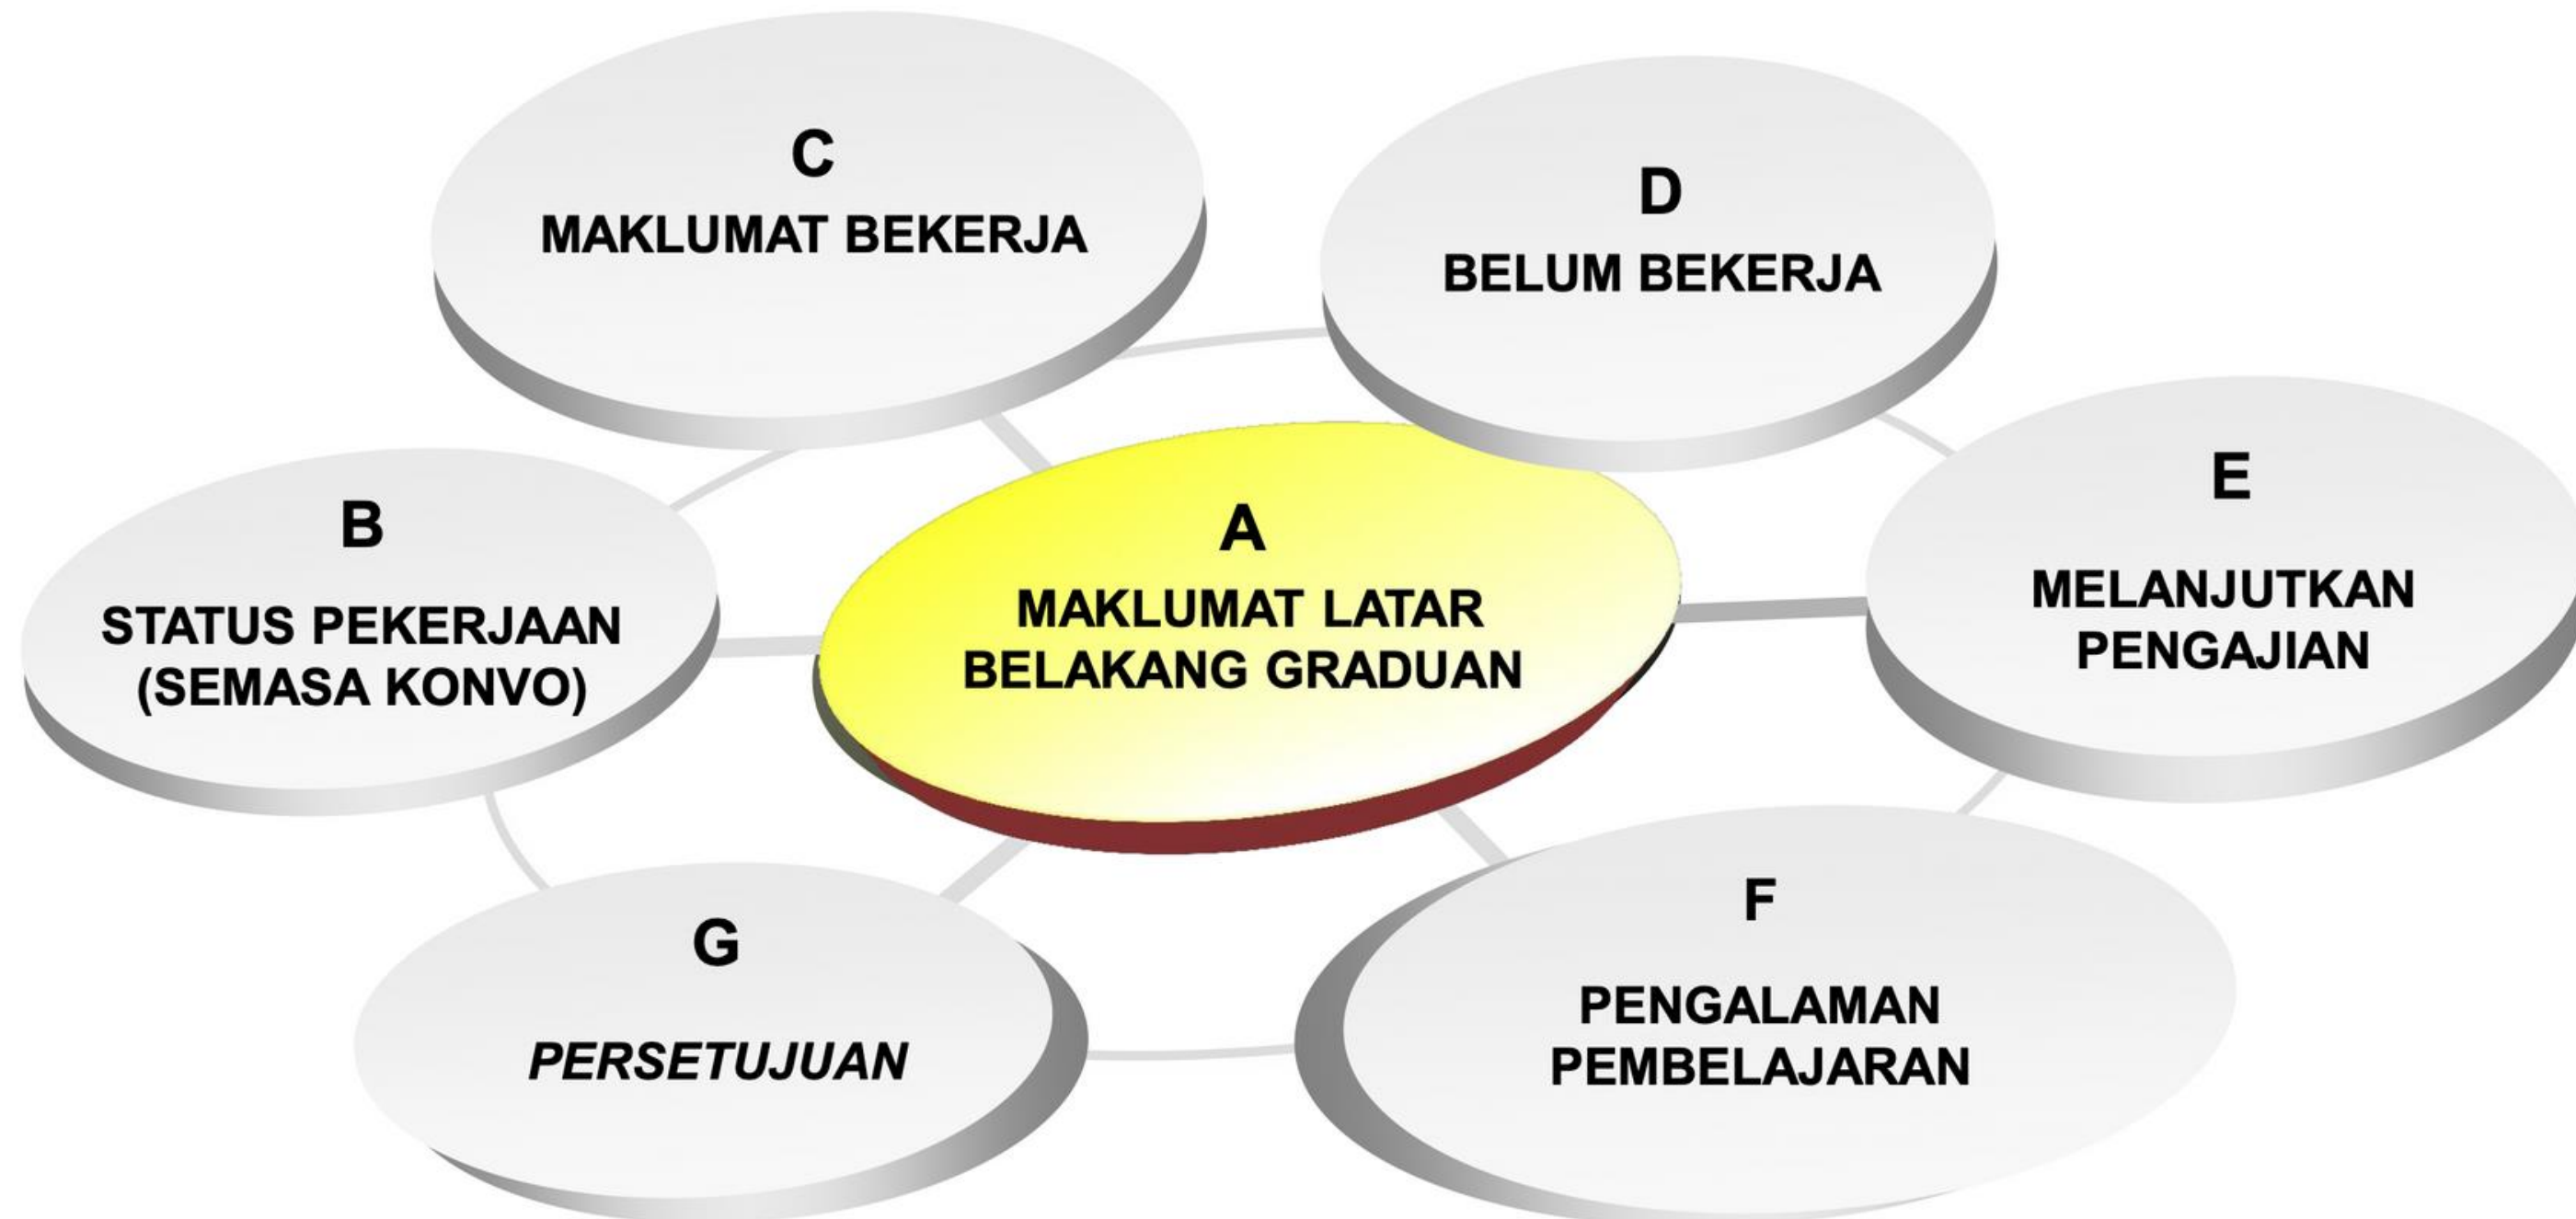 C
MAKLUMAT BEKERJA
D
BELUM BEKERJA
B
STATUS PEKERJAAN
(SEMASA KONVO)
A
MAKLUMAT LATAR
BELAKANG GRADUAN
E
MELANJUTKAN
PENGAJIAN
G
PERSETUJUAN
F
PENGALAMAN
PEMBELAJARAN